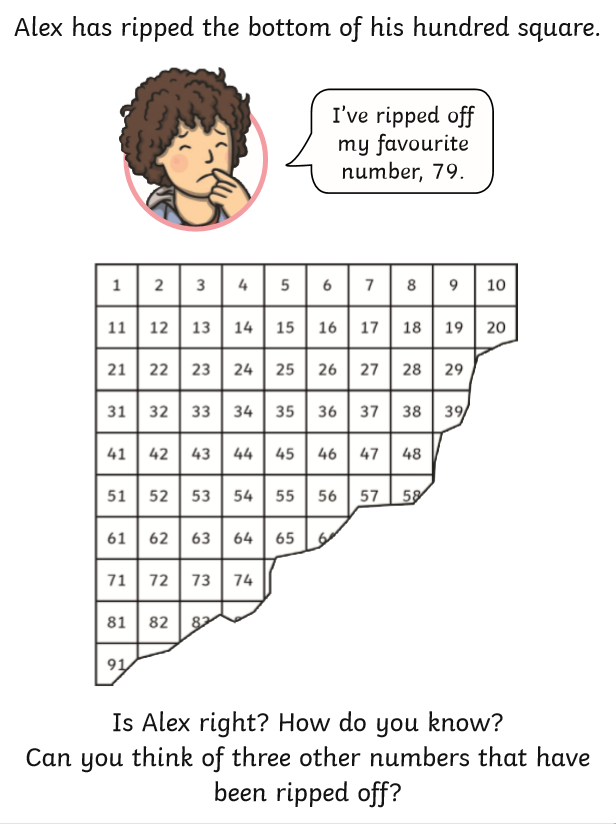 Alex has ripped the bottom of his hundred square.
I've ripped off
my favourite
number, 79.
1 2 3 4 5 6 7 8 9 10
11 12 13 14 15 16 17 18 19 20
21 22 23 24 25 26 27 28 29
31 32 33 34 35 36 37 38 39
41 42 43 44 45 46 47 48
51 52 53 54 55 56 57 58
61 62 63 64 65
71 72 73 74
81 82 83
91
Is Alex right? How do you know?
Can you think of three other numbers that have
been ripped off?